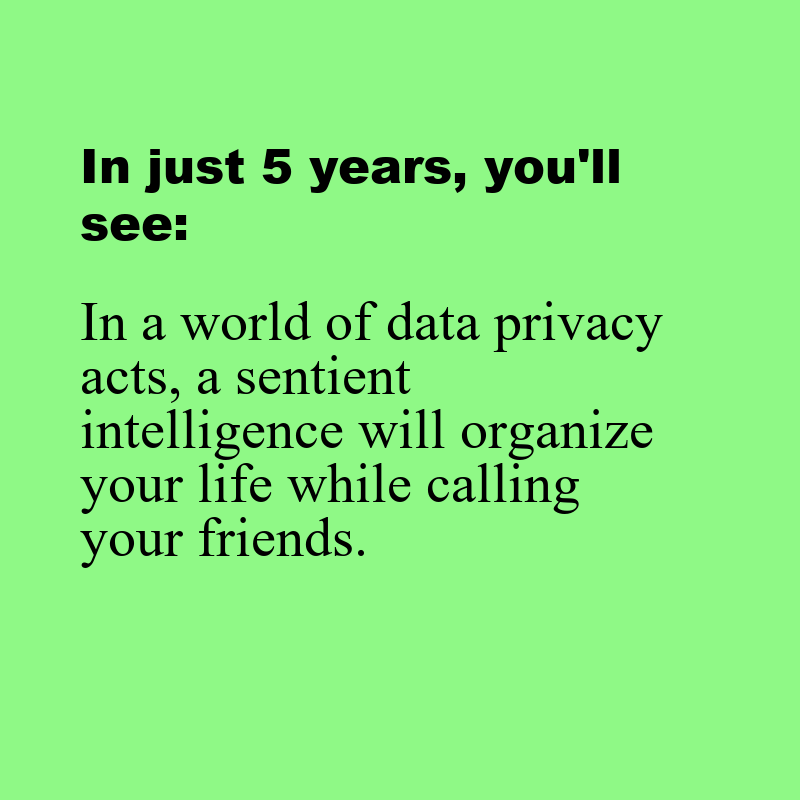 In just 5 years, you'll
see:
In a world of data privacy
acts, a sentient
intelligence will organize
your life while calling
your friends.